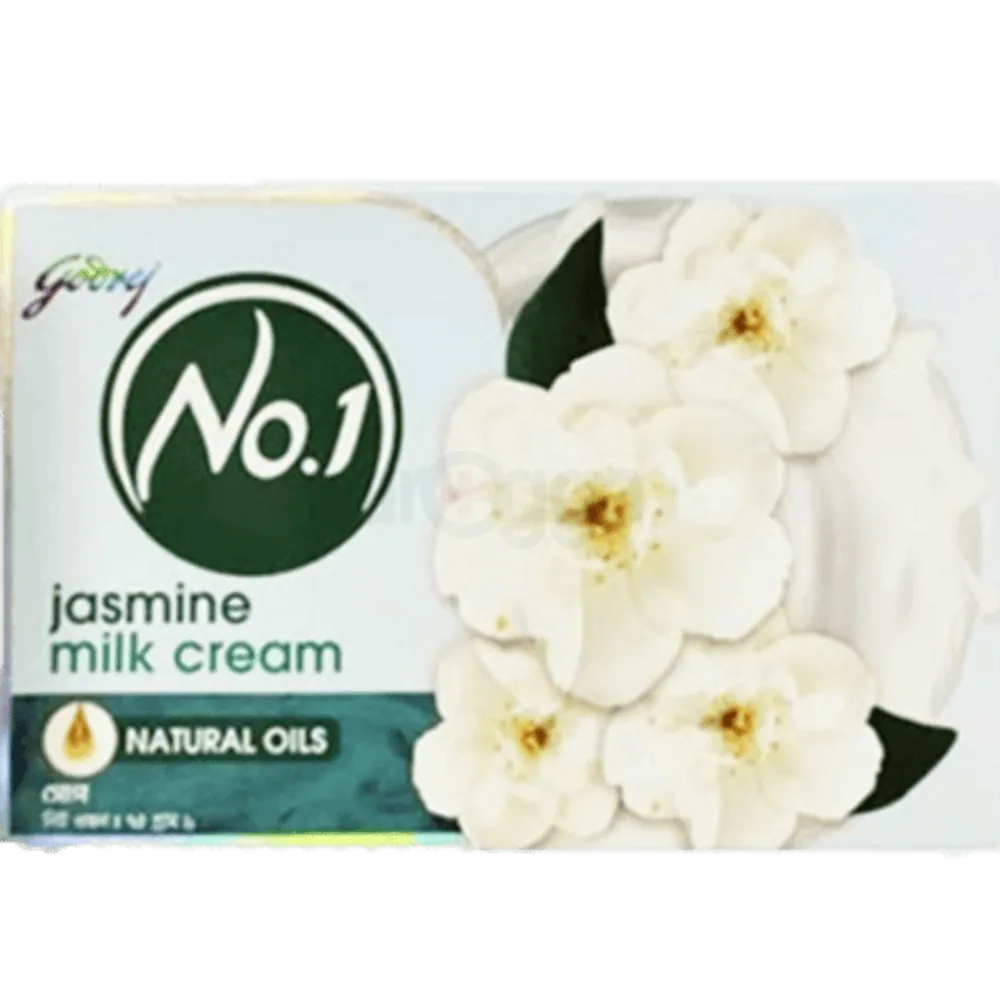 Godrej
No.1
jasmine
milk cream
NATURAL OILS
সোপ